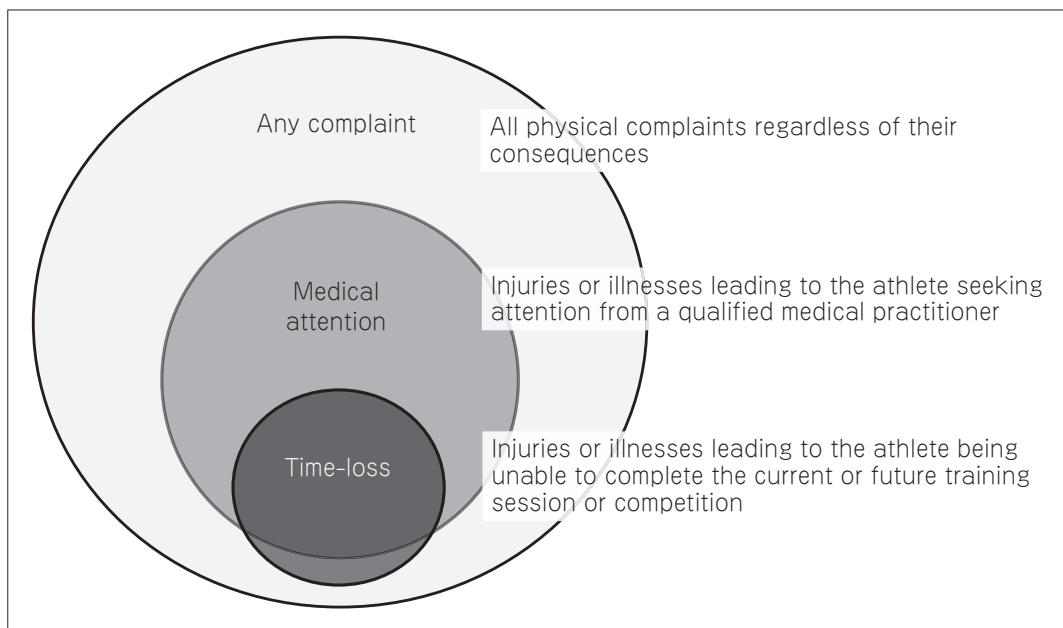 Any complaint
All physical complaints regardless of their
consequences
Medical
attention
Injuries or illnesses leading to the athlete seeking
attention from a qualified medical practitioner
Time-loss
Injuries or illnesses leading to the athlete being
unable to complete the current or future training
session or competition